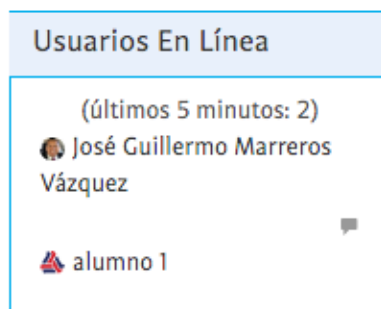 Usuarios En Línea
(últimos 5 minutos: 2)
José Guillermo Marreros
Vázquez
alumno 1